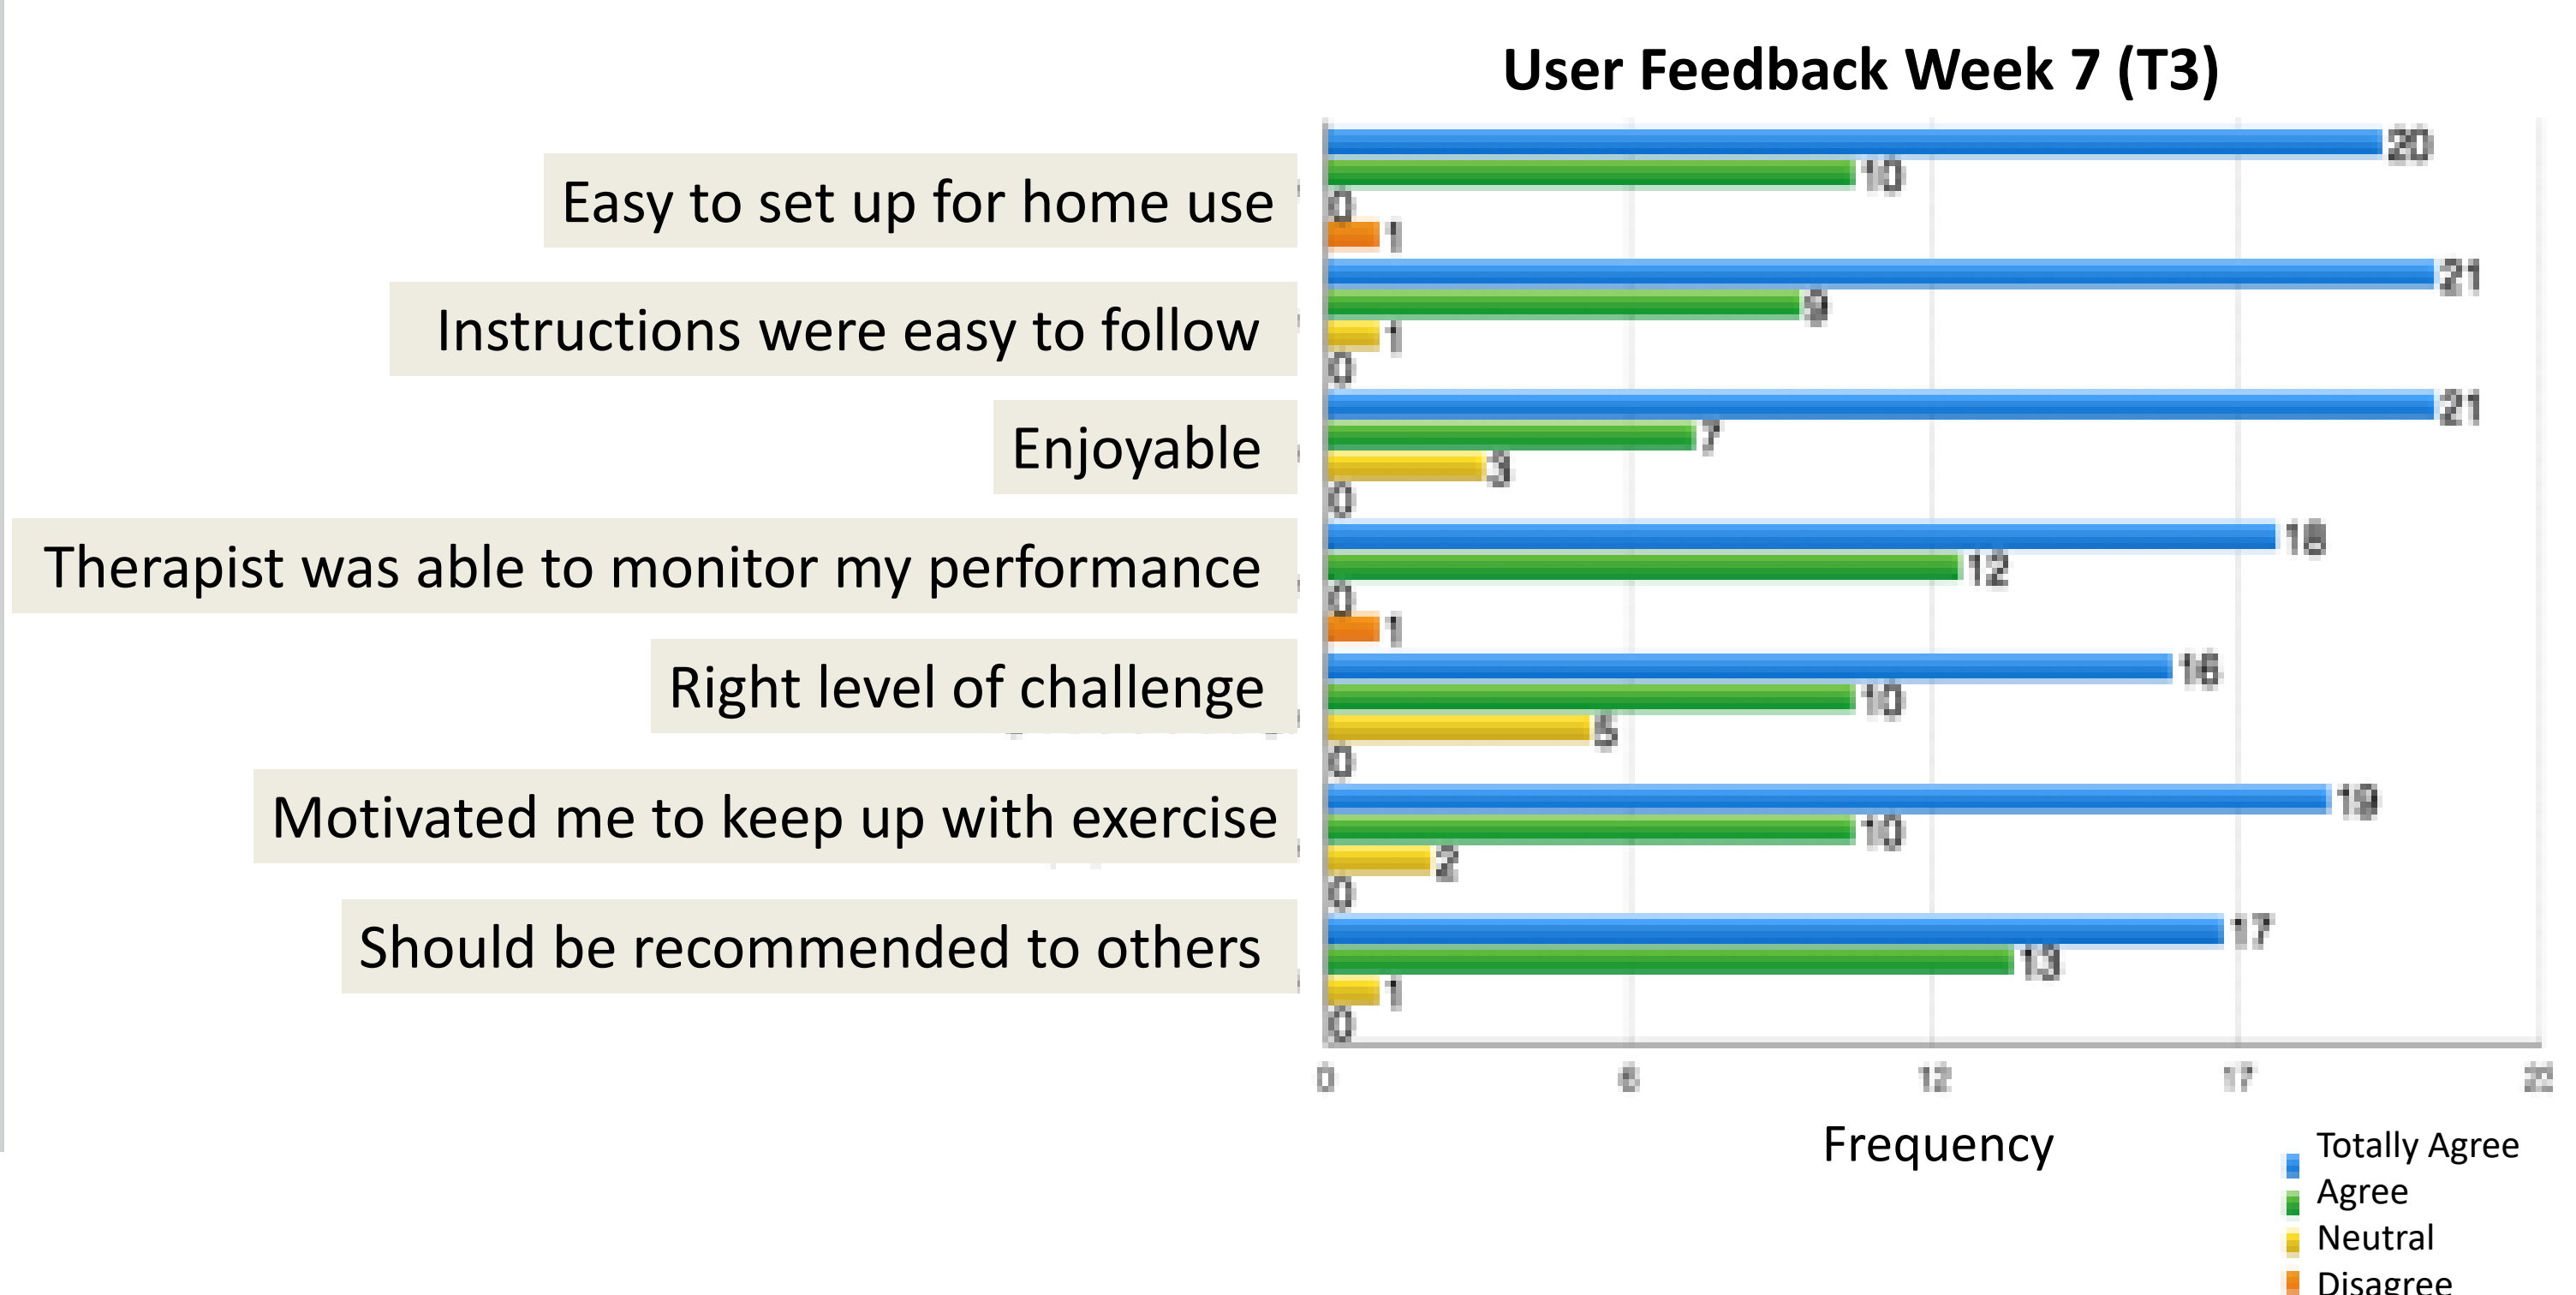 User Feedback Week 7 (T3)
Easy to set up for home use
20
10
0
1
Instructions were easy to follow
21
9
1
0
Enjoyable
21
7
3
0
Therapist was able to monitor my performance
18
12
0
1
Right level of challenge
16
10
5
0
Motivated me to keep up with exercise
19
10
2
0
Should be recommended to others
17
13
1
0
0 6 12 17 23
Frequency
Totally Agree
Agree
Neutral
Disagree